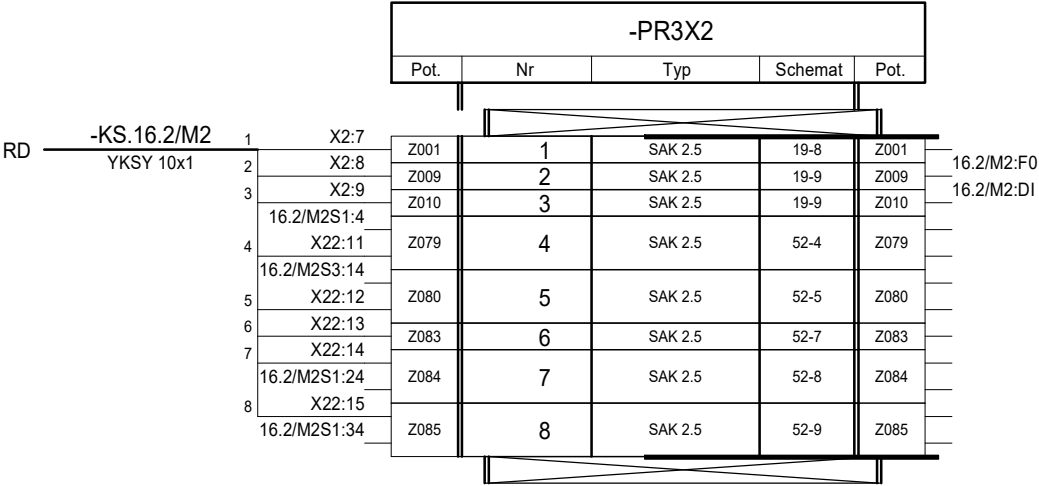 -PR3X2
Pot. Nr Typ Schemat Pot.
RD -KS.16.2/M2 YKSY 10x1
1 X2:7 Z001 1 SAK 2.5 19-8 Z001
2 X2:8 Z009 2 SAK 2.5 19-9 Z009 16.2/M2:F0
3 X2:9 Z010 3 SAK 2.5 19-9 Z010 16.2/M2:DI
16.2/M2S1:4
4 X22:11 Z079 4 SAK 2.5 52-4 Z079
16.2/M2S3:14
5 X22:12 Z080 5 SAK 2.5 52-5 Z080
6 X22:13 Z083 6 SAK 2.5 52-7 Z083
7 X22:14
16.2/M2S1:24 Z084 7 SAK 2.5 52-8 Z084
8 X22:15
16.2/M2S1:34 Z085 8 SAK 2.5 52-9 Z085